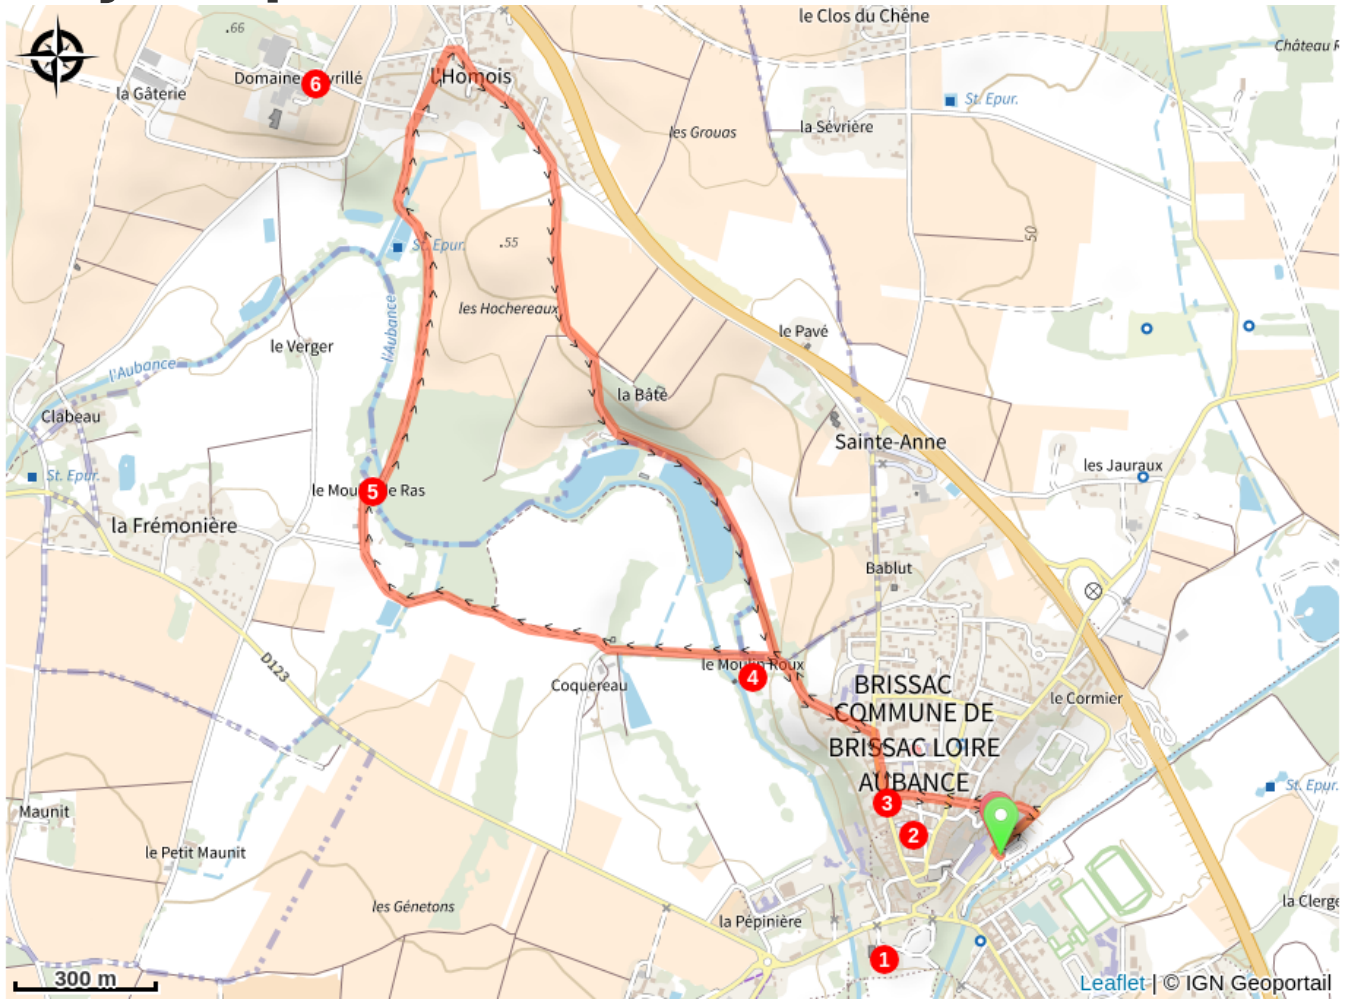 le Clos du Chêne
.66
Château
l'Homois
Domaine
6
la Gâterie
St. Epur.
la Sévrière
les Grouas
50
.55
St. Epur.
les Hochereaux
l'Aubance
le Pavé
le Verger
l'Aubance
la Bâte
Clabeau
Sainte-Anne
les Jauraux
St. Epur.
5
la Frémonière
Bablut
D123
le Moulin Roux
4
Coquereau
BRISSAC
le Cormier
COMMUNE DE
BRISSAC LOIRE
AUBANCE
St. Epur.
3
Maunit
2
le Petit Maunit
les Génetons
la Clerge
la Pépinière
1
300 m
Leaflet | © IGN Geoportail